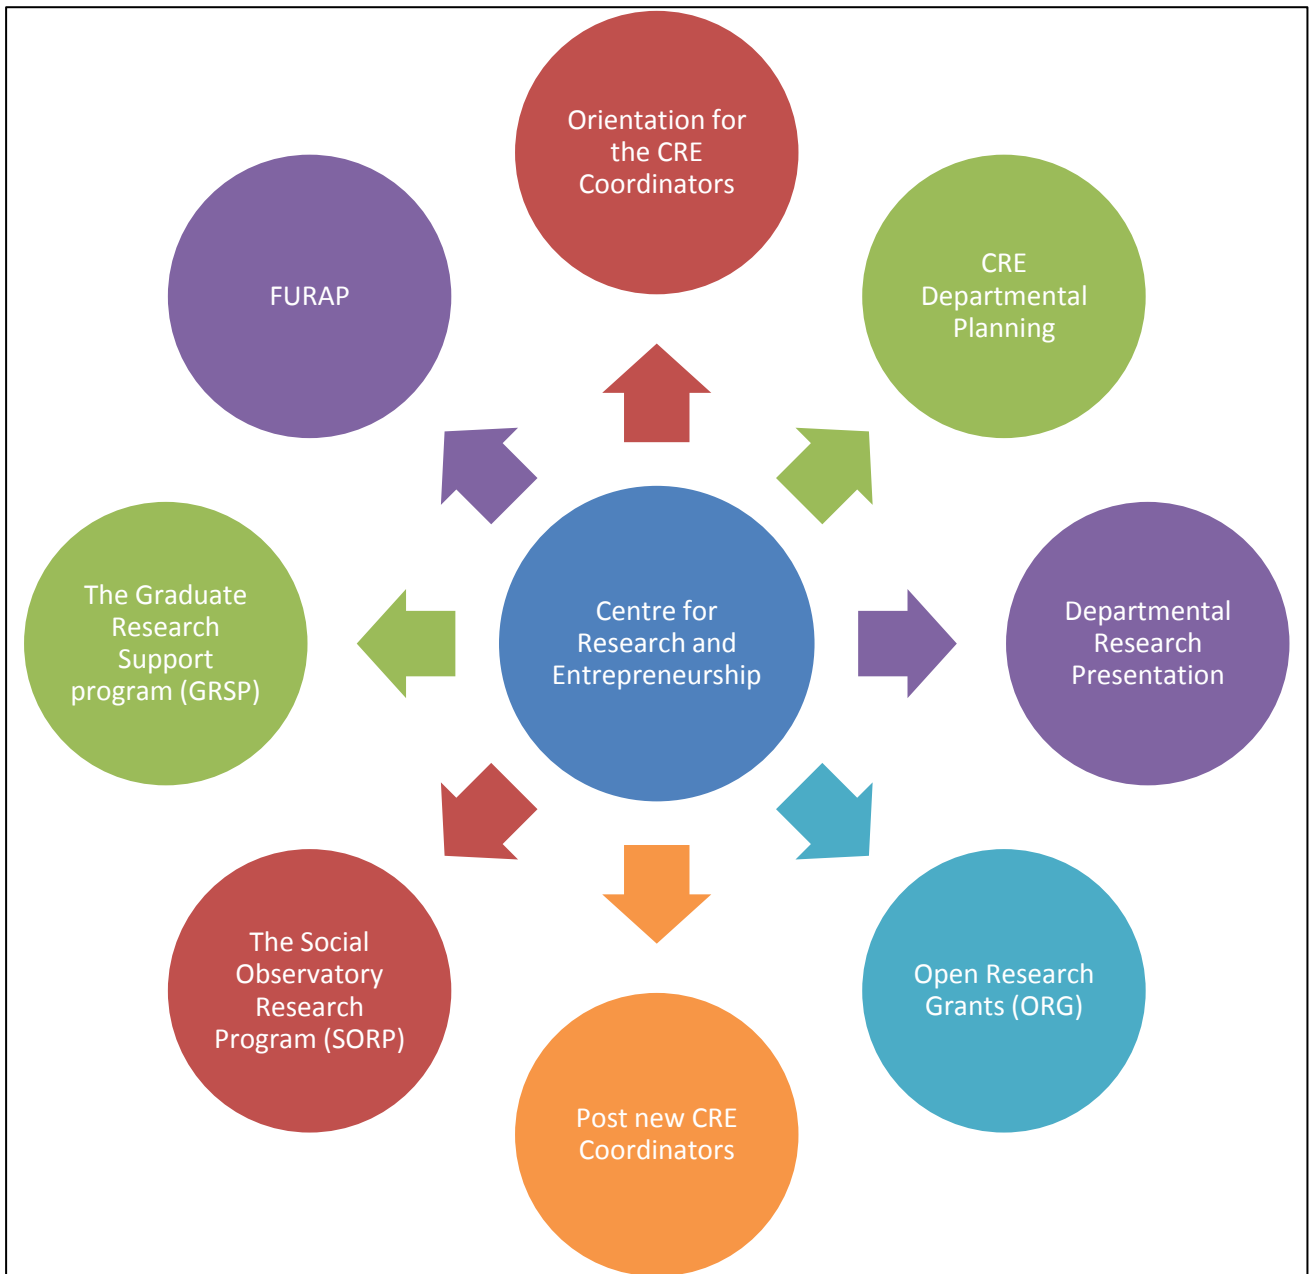 Orientation for
the CRE
Coordinators
CRE
Departmental
Planning
Departmental
Research
Presentation
Open Research
Grants (ORG)
Post new CRE
Coordinators
The Social
Observatory
Research
Program (SORP)
The Graduate
Research
Support
program (GRSP)
FURAP
Centre for
Research and
Entrepreneurship